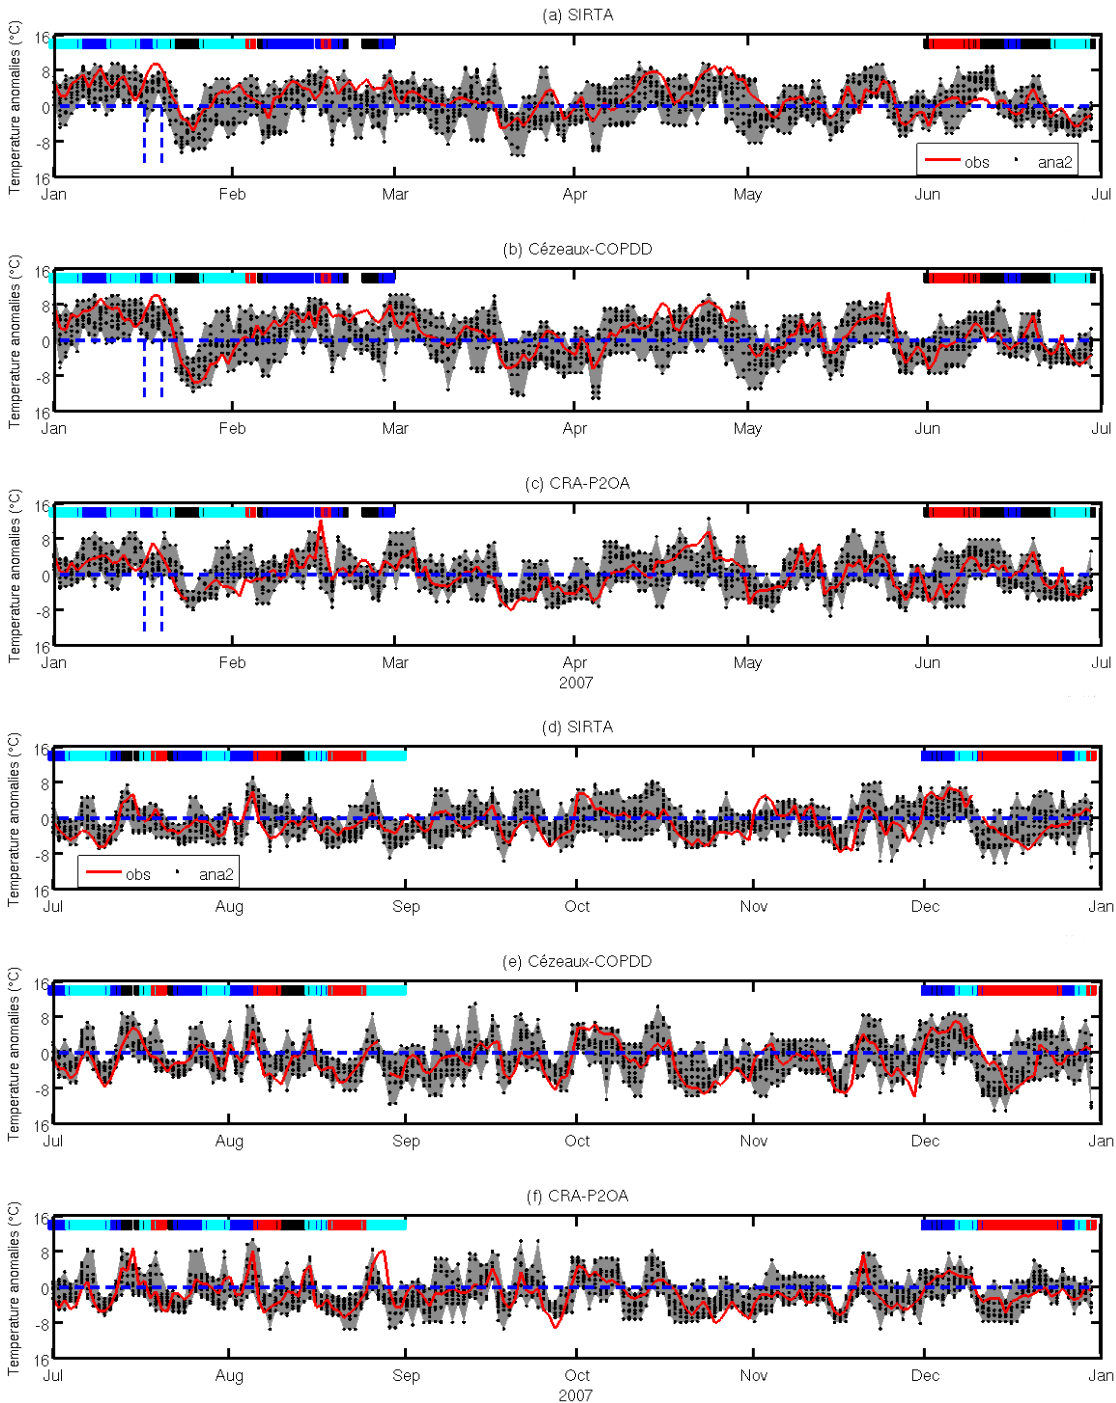 (a) SIRTA
Temperature anomalies (°C)
16
8
0
-8
16
Jan Feb Mar Apr May Jun Jul
obs ana2
(b) Cézeaux-COPDD
Temperature anomalies (°C)
16
8
0
-8
16
Jan Feb Mar Apr May Jun Jul
(c) CRA-P2OA
Temperature anomalies (°C)
16
8
0
-8
16
Jan Feb Mar Apr May Jun Jul
2007
(d) SIRTA
Temperature anomalies (°C)
16
8
0
-8
16
obs ana2
Jul Aug Sep Oct Nov Dec Jan
(e) Cézeaux-COPDD
Temperature anomalies (°C)
16
8
0
-8
16
Jul Aug Sep Oct Nov Dec Jan
(f) CRA-P2OA
Temperature anomalies (°C)
16
8
0
-8
16
Jul Aug Sep Oct Nov Dec Jan
2007